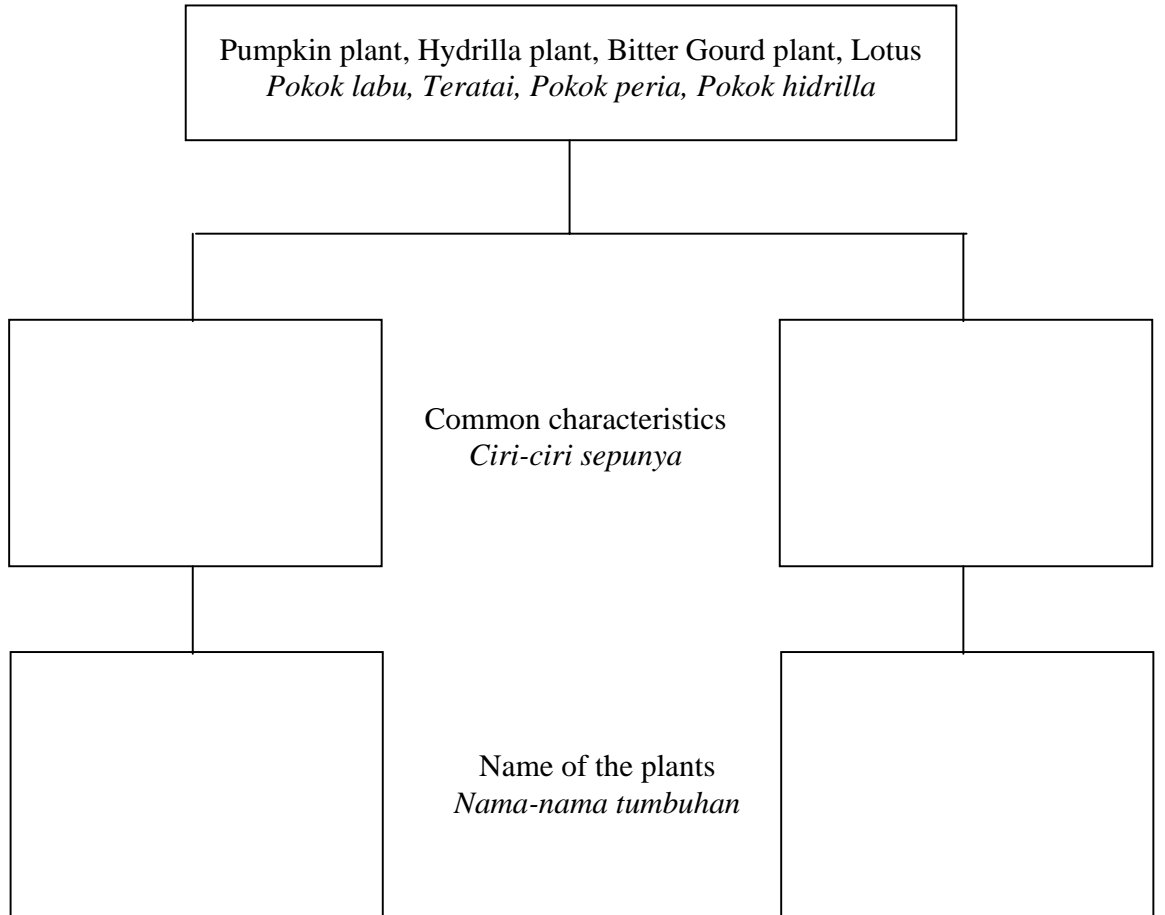 Pumpkin plant, Hydrilla plant, Bitter Gourd plant, Lotus
Pokok labu, Teratai, Pokok peria, Pokok hidrilla
Common characteristics
Ciri-ciri sepunya
Name of the plants
Nama-nama tumbuhan